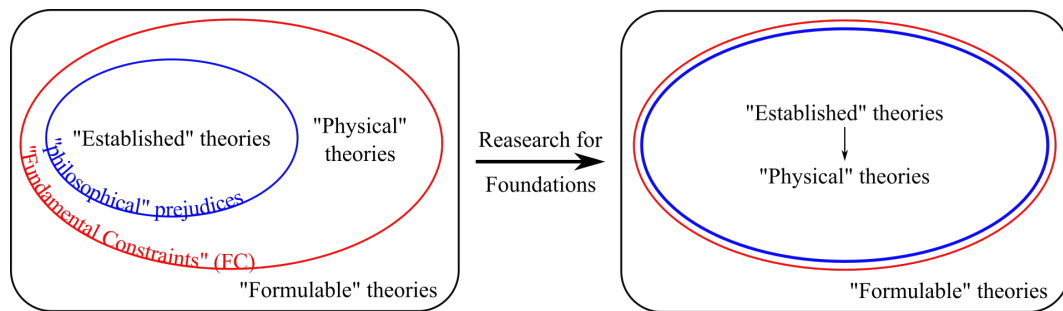 "Established" theories
"Physical"
theories
"philosophical" prejudices
"Fundamental Constraints" (FC)
"Formulable" theories
Reasearch for
Foundations
"Established" theories
"Physical" theories
"Formulable" theories